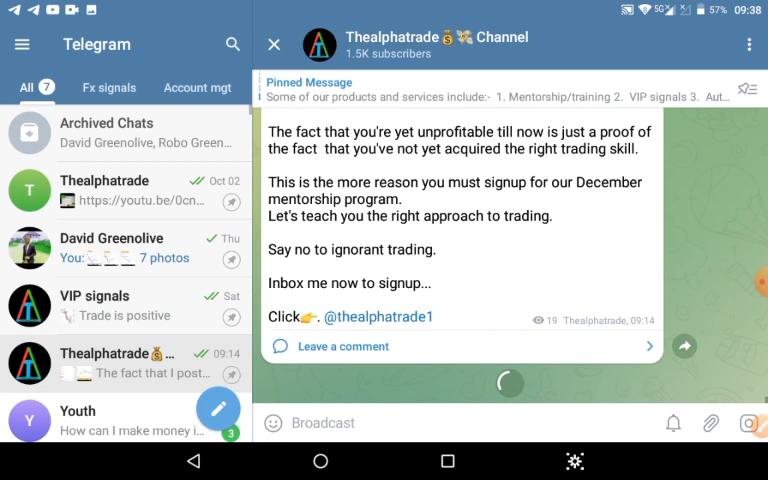 5G
57%
09:38
Telegram
All 7
Fx signals
Account mgt
Archived Chats
David Greenolive, Robo Green...
T
Thealphatrade
Oct 02
https://youtu.be/0cn...
David Greenolive
Thu
You:
7 photos
VIP signals
Sat
Trade is positive
Thealphatrade💰...
09:14
The fact that I post...
Y
Youth
How can I make money i...
3
Thealphatrade💰💸 Channel
1.5K subscribers
Pinned Message
Some of our products and services include:- 1. Mentorship/training 2. VIP signals 3. Aut...
The fact that you're yet unprofitable till now is just a proof of
the fact that you've not yet acquired the right trading skill.
This is the more reason you must signup for our December
mentorship program.
Let's teach you the right approach to trading.
Say no to ignorant trading.
Inbox me now to signup...
Click👉. @thealphatrade1
19 Thealphatrade, 09:14
Leave a comment
Broadcast